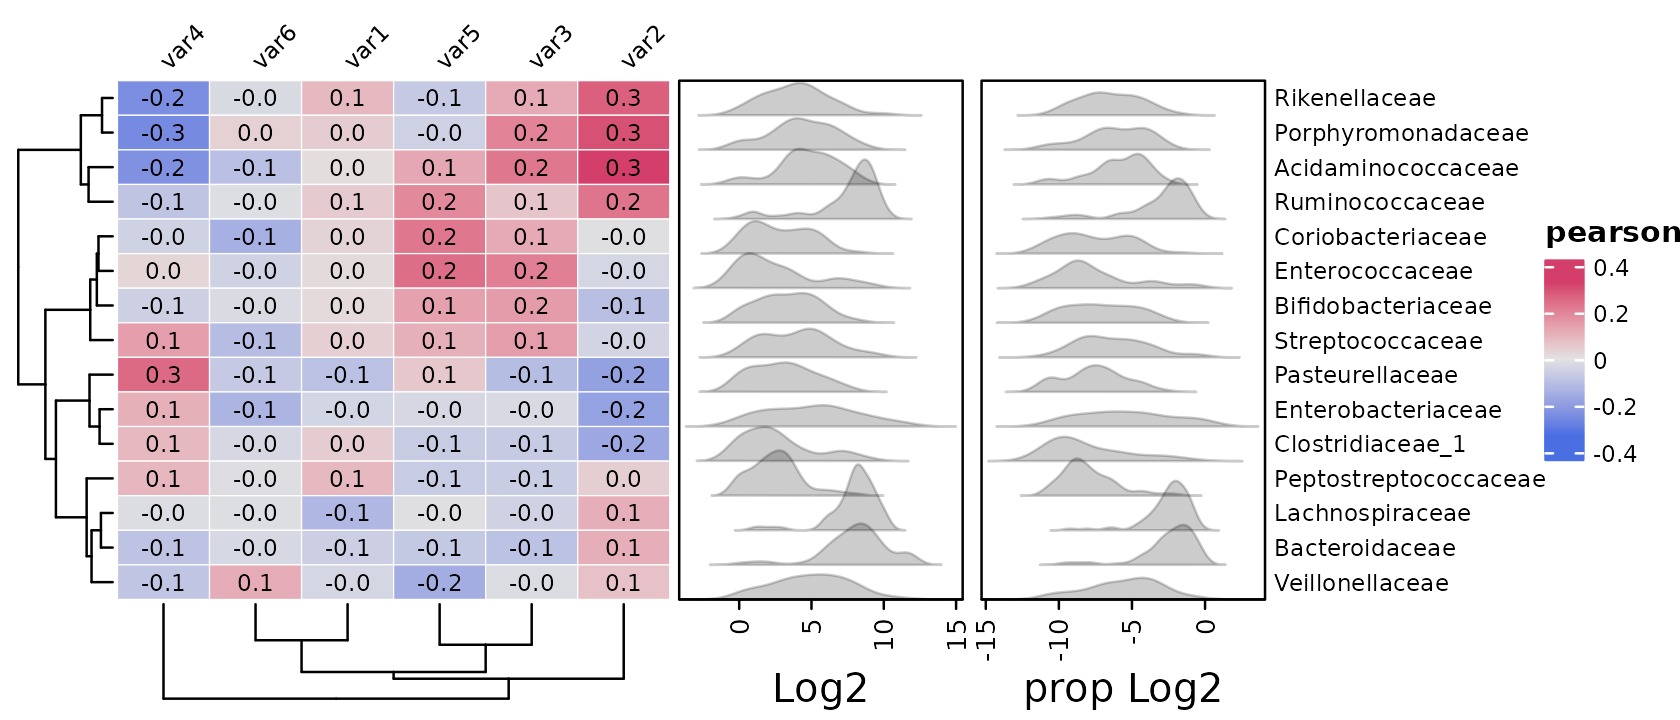 var4 var6 var1 var5 var3 var2
-0.2 -0.0 0.1 -0.1 0.1 0.3 Rikenellaceae
-0.3 0.0 0.0 -0.0 0.2 0.3 Porphyromonadaceae
-0.2 -0.1 0.0 0.1 0.2 0.3 Acidaminococcaceae
-0.1 -0.0 0.1 0.2 0.1 0.2 Ruminococcaceae
-0.0 -0.1 0.0 0.2 0.1 -0.0 Coriobacteriaceae
0.0 -0.0 0.0 0.2 0.2 -0.0 Enterococcaceae
-0.1 -0.0 0.0 0.1 0.2 -0.1 Bifidobacteriaceae
0.1 -0.1 0.0 0.1 0.1 -0.0 Streptococcaceae
0.3 -0.1 -0.1 0.1 -0.1 -0.2 Pasteurellaceae
0.1 -0.1 -0.0 -0.0 -0.0 -0.2 Enterobacteriaceae
0.1 -0.0 0.0 -0.1 -0.1 -0.2 Clostridiaceae_1
0.1 -0.0 0.1 -0.1 -0.1 0.0 Peptostreptococcaceae
-0.0 -0.0 -0.1 -0.0 -0.0 0.1 Lachnospiraceae
-0.1 -0.0 -0.1 -0.1 -0.1 0.1 Bacteroidaceae
-0.1 0.1 -0.0 -0.2 -0.0 0.1 Veillonellaceae
0 5 10 15
Log2
-15 -10 -5 0
prop Log2
pearson
0.4
0.2
0
-0.2
-0.4